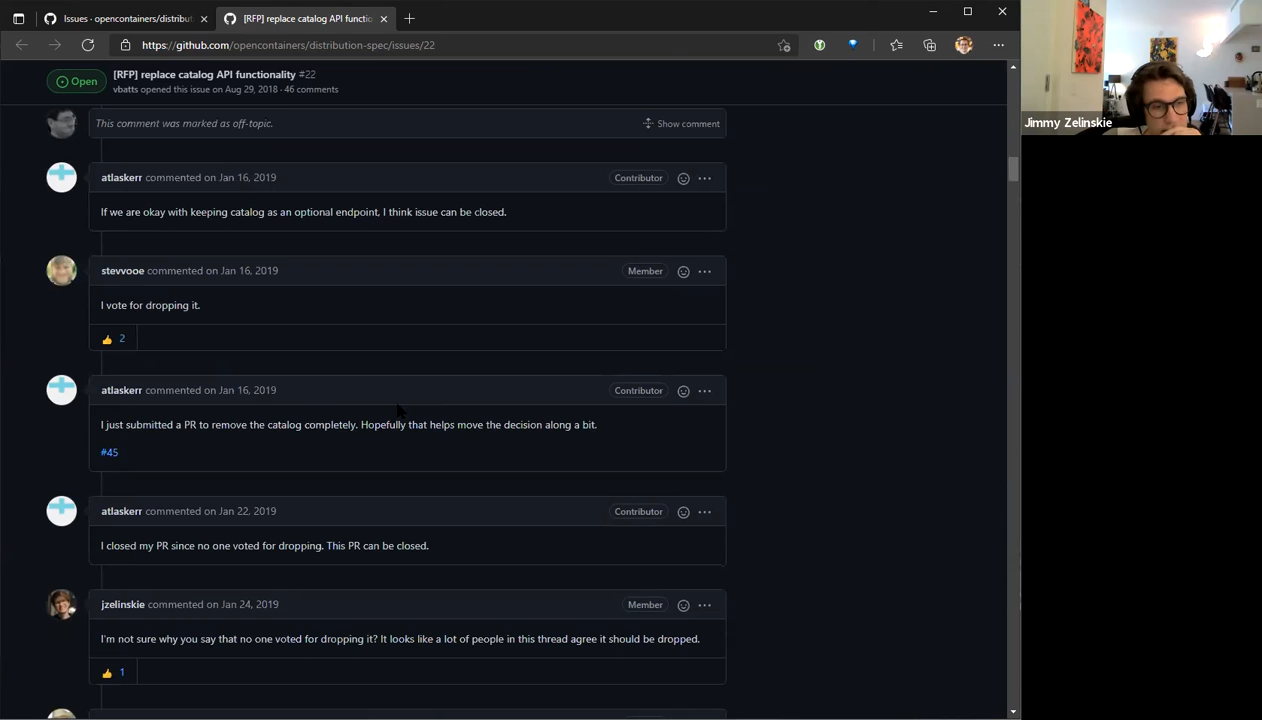 Issues - opencontainers/distribut
[RFP] replace catalog API functio
https://github.com/opencontainers/distribution-spec/issues/22
Open
[RFP] replace catalog API functionality #22
vbatts opened this issue on Aug 29, 2018 · 46 comments
This comment was marked as off-topic.
Show comment
atlaskerr commented on Jan 16, 2019
Contributor
If we are okay with keeping catalog as an optional endpoint, I think issue can be closed.
stevvooe commented on Jan 16, 2019
Member
I vote for dropping it.
2
atlaskerr commented on Jan 16, 2019
Contributor
I just submitted a PR to remove the catalog completely. Hopefully that helps move the decision along a bit.
#45
atlaskerr commented on Jan 22, 2019
Contributor
I closed my PR since no one voted for dropping. This PR can be closed.
jzelinskie commented on Jan 24, 2019
Member
I'm not sure why you say that no one voted for dropping it? It looks like a lot of people in this thread agree it should be dropped.
1
Jimmy Zelinskie